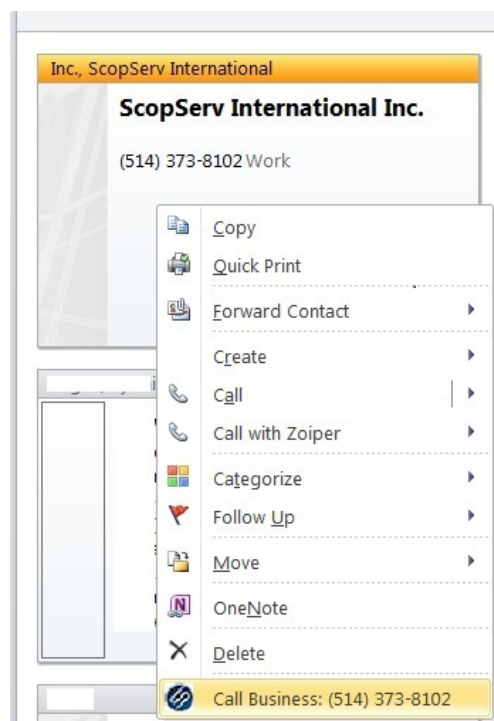 Inc., ScopServ International
ScopServ International Inc.
(514) 373-8102 Work
Copy
Quick Print
Forward Contact
Create
Call
Call with Zoiper
Categorize
Follow Up
Move
OneNote
Delete
Call Business: (514) 373-8102